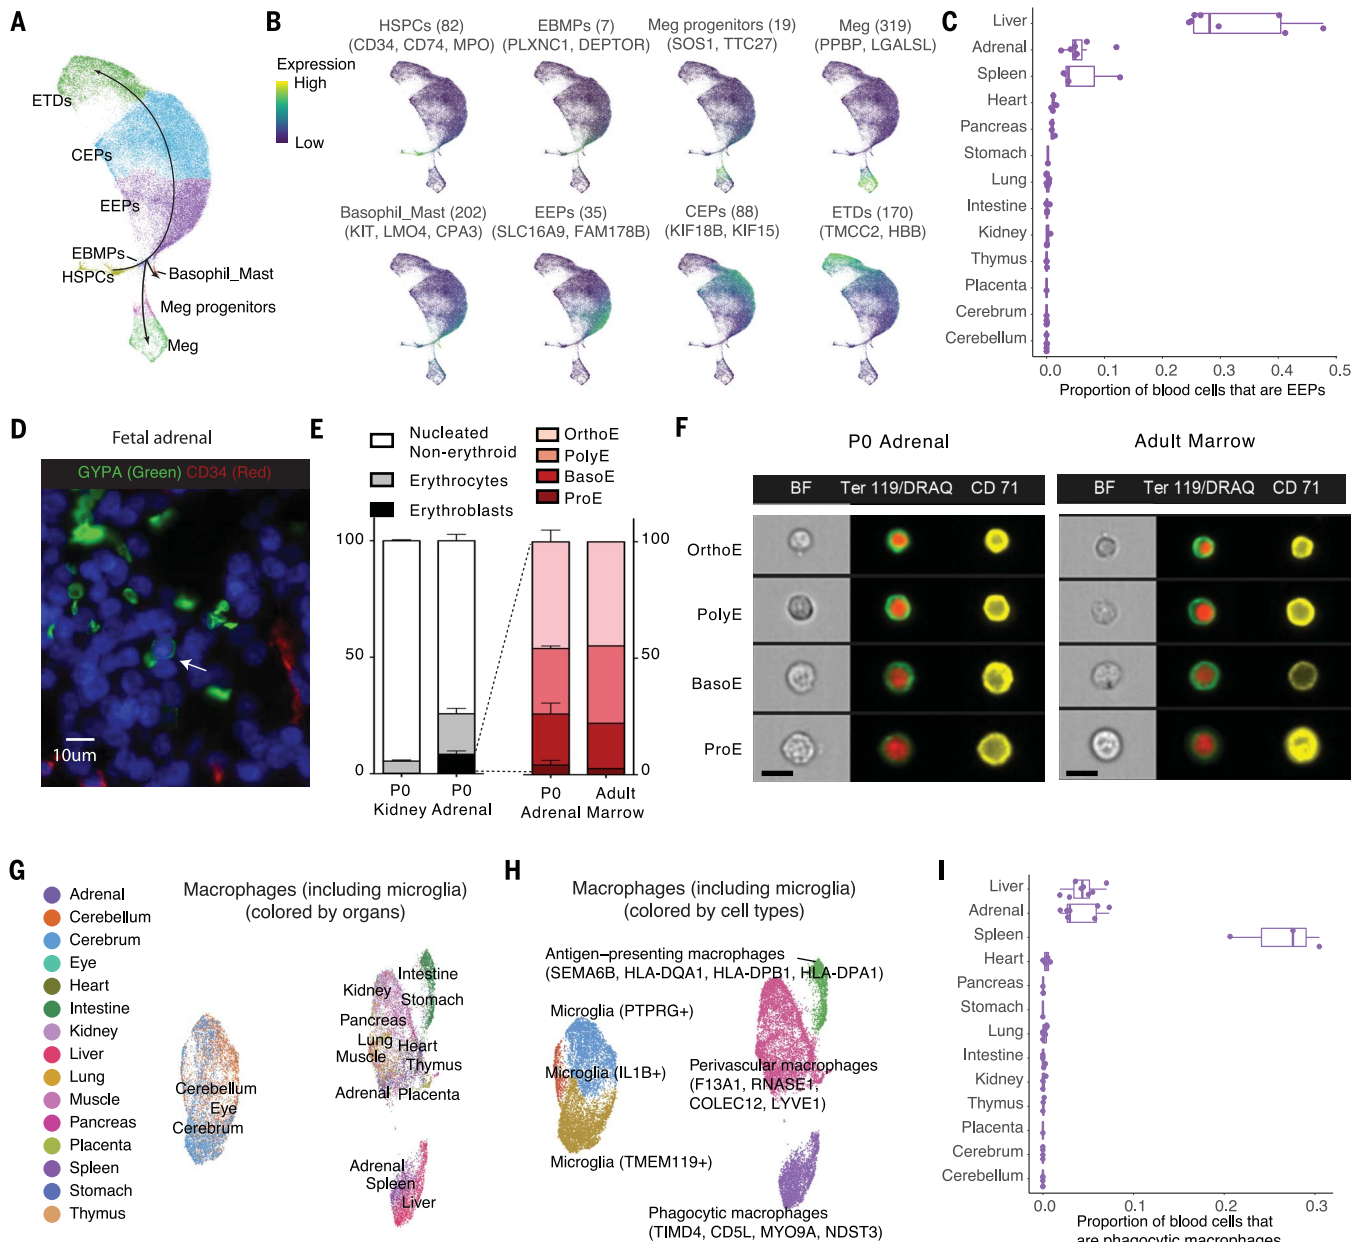 A
ETDs
CEPs
EEPs
EBMPs
HSPCs
Basophil_Mast
Meg progenitors
Meg
B
Expression
High
Low
HSPCs (82)
(CD34, CD74, MPO)
EBMPs (7)
(PLXNC1, DEPTOR)
Meg progenitors (19)
(SOS1, TTC27)
Meg (319)
(PPBP, LGALSL)
Basophil_Mast (202)
(KIT, LMO4, CPA3)
EEPs (35)
(SLC16A9, FAM178B)
CEPs (88)
(KIF18B, KIF15)
ETDs (170)
(TMCC2, HBB)
C
Liver
Adrenal
Spleen
Heart
Pancreas
Stomach
Lung
Intestine
Kidney
Thymus
Placenta
Cerebrum
Cerebellum
0.0 0.1 0.2 0.3 0.4 0.5
Proportion of blood cells that are EEPs
D
Fetal adrenal
GYPA (Green) CD34 (Red)
10um
E
Nucleated
Non-erythroid
Erythrocytes
Erythroblasts
OrthoE
PolyE
BasoE
ProE
100
50
0
100
50
0
P0
Kidney
P0
Adrenal
P0
Adrenal
Adult
Marrow
F
P0 Adrenal
Adult Marrow
BF Ter 119/DRAQ CD 71
BF Ter 119/DRAQ CD 71
OrthoE
PolyE
BasoE
ProE
G
Adrenal
Cerebellum
Cerebrum
Eye
Heart
Intestine
Kidney
Liver
Lung
Muscle
Pancreas
Placenta
Spleen
Stomach
Thymus
Macrophages (including microglia)
(colored by organs)
Cerebellum
Eye
Cerebrum
Intestine
Kidney
Stomach
Pancreas
Lung
Heart
Muscle
Thymus
Adrenal
Placenta
Adrenal
Spleen
Liver
H
Macrophages (including microglia)
(colored by cell types)
Antigen-presenting macrophages
(SEMA6B, HLA-DQA1, HLA-DPB1, HLA-DPA1)
Microglia (PTPRG+)
Microglia (IL1B+)
Microglia (TMEM119+)
Perivascular macrophages
(F13A1, RNASE1,
COLEC12, LYVE1)
Phagocytic macrophages
(TIMD4, CD5L, MYO9A, NDST3)
I
Liver
Adrenal
Spleen
Heart
Pancreas
Stomach
Lung
Intestine
Kidney
Thymus
Placenta
Cerebrum
Cerebellum
0.0 0.1 0.2 0.3
Proportion of blood cells that
are phagocytic macrophages